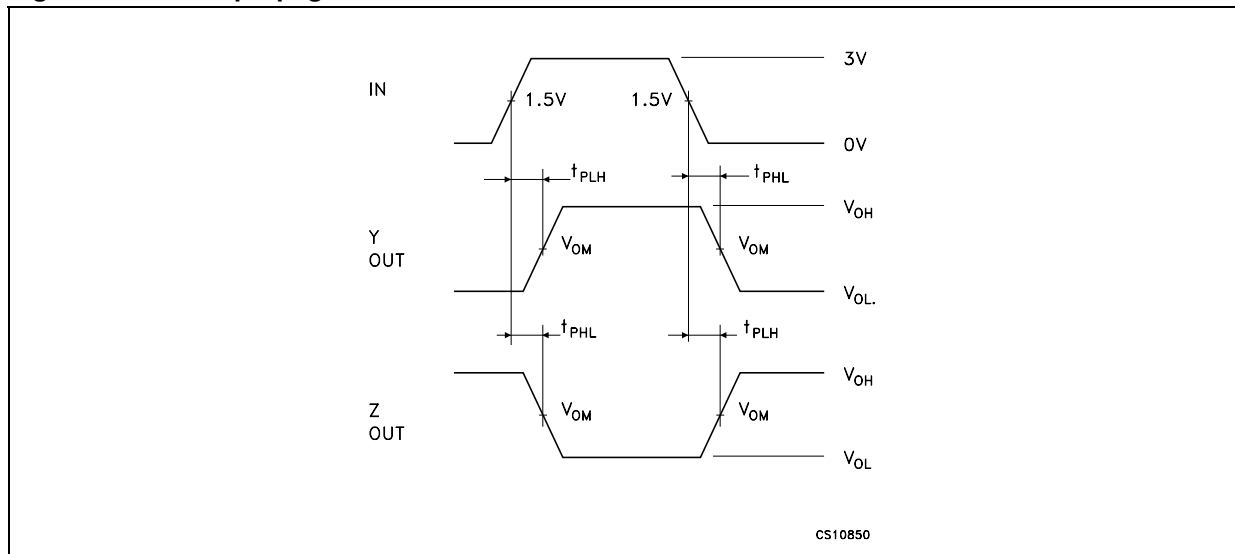 IN
1.5V
1.5V
3V
0V
tPLH
tPHL
Y
OUT
VOM
VOM
VOH
VOL.
tPHL
tPLH
Z
OUT
VOM
VOM
VOH
VOL
CS10850